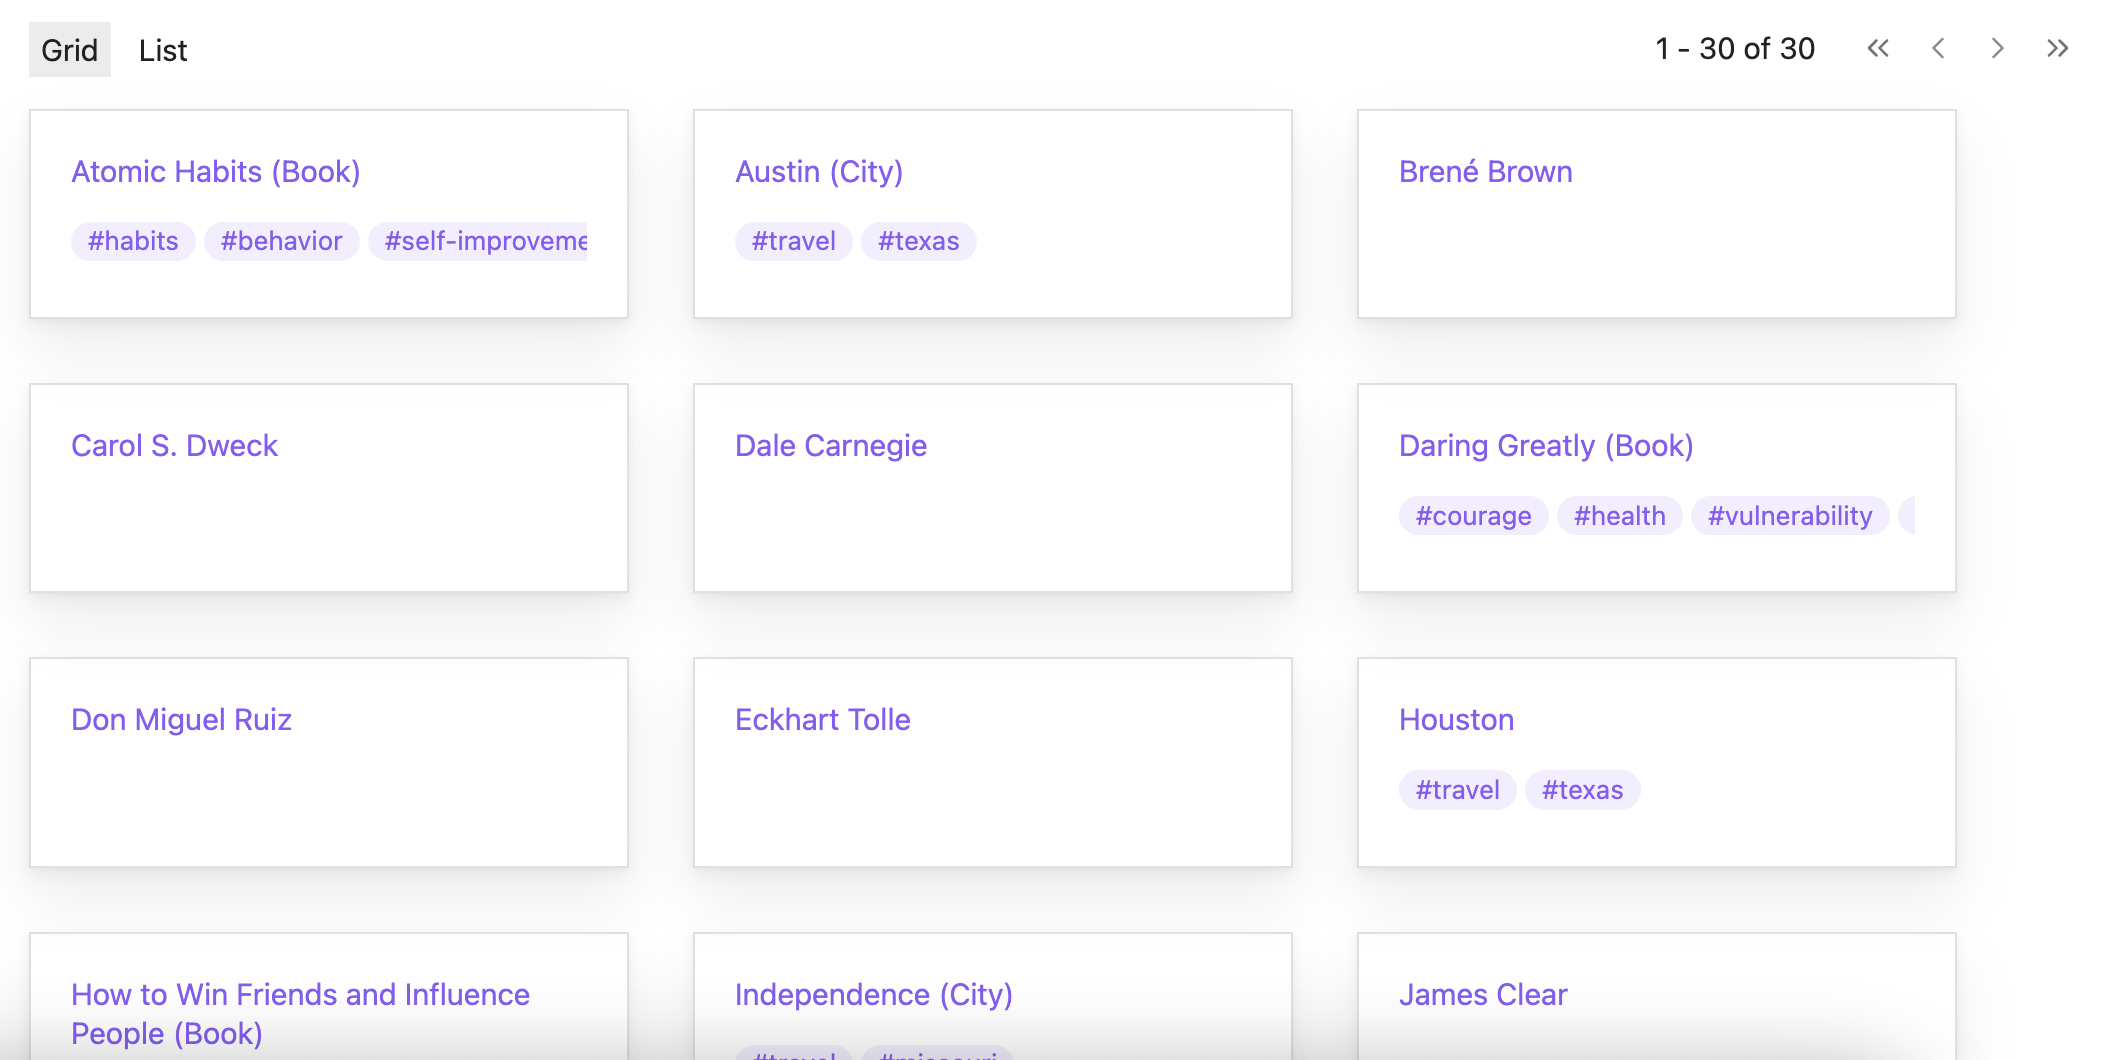 Grid List 1 - 30 of 30
Atomic Habits (Book)
#habits #behavior #self-improveme
Austin (City)
#travel #texas
Brené Brown
Carol S. Dweck
Dale Carnegie
Daring Greatly (Book)
#courage #health #vulnerability
Don Miguel Ruiz
Eckhart Tolle
Houston
#travel #texas
How to Win Friends and Influence
People (Book)
Independence (City)
#travel #missouri
James Clear